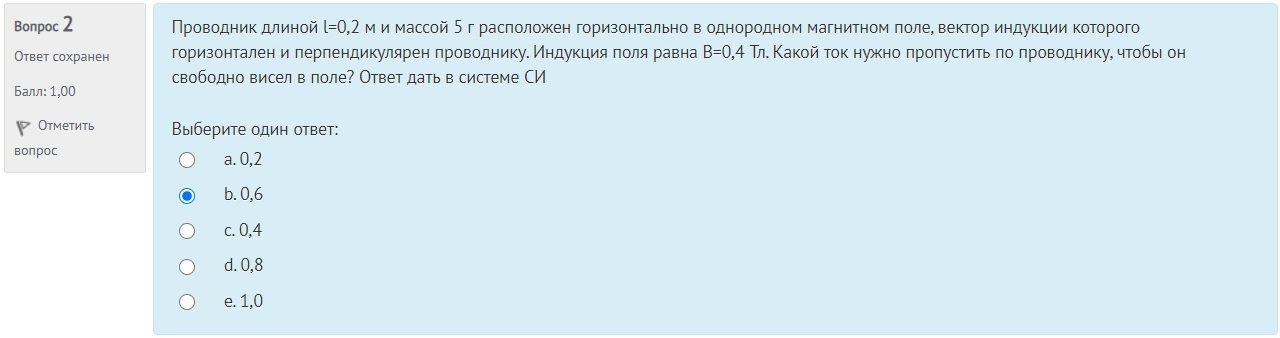 Вопрос 2
Ответ сохранен
Балл: 1,00
Отметить
вопрос
Проводник длиной l=0,2 м и массой 5 г расположен горизонтально в однородном магнитном поле, вектор индукции которого
горизонтален и перпендикулярен проводнику. Индукция поля равна В=0,4 Тл. Какой ток нужно пропустить по проводнику, чтобы он
свободно висел в поле? Ответ дать в системе СИ
Выберите один ответ:
a. 0,2
b. 0,6
c. 0,4
d. 0,8
e. 1,0